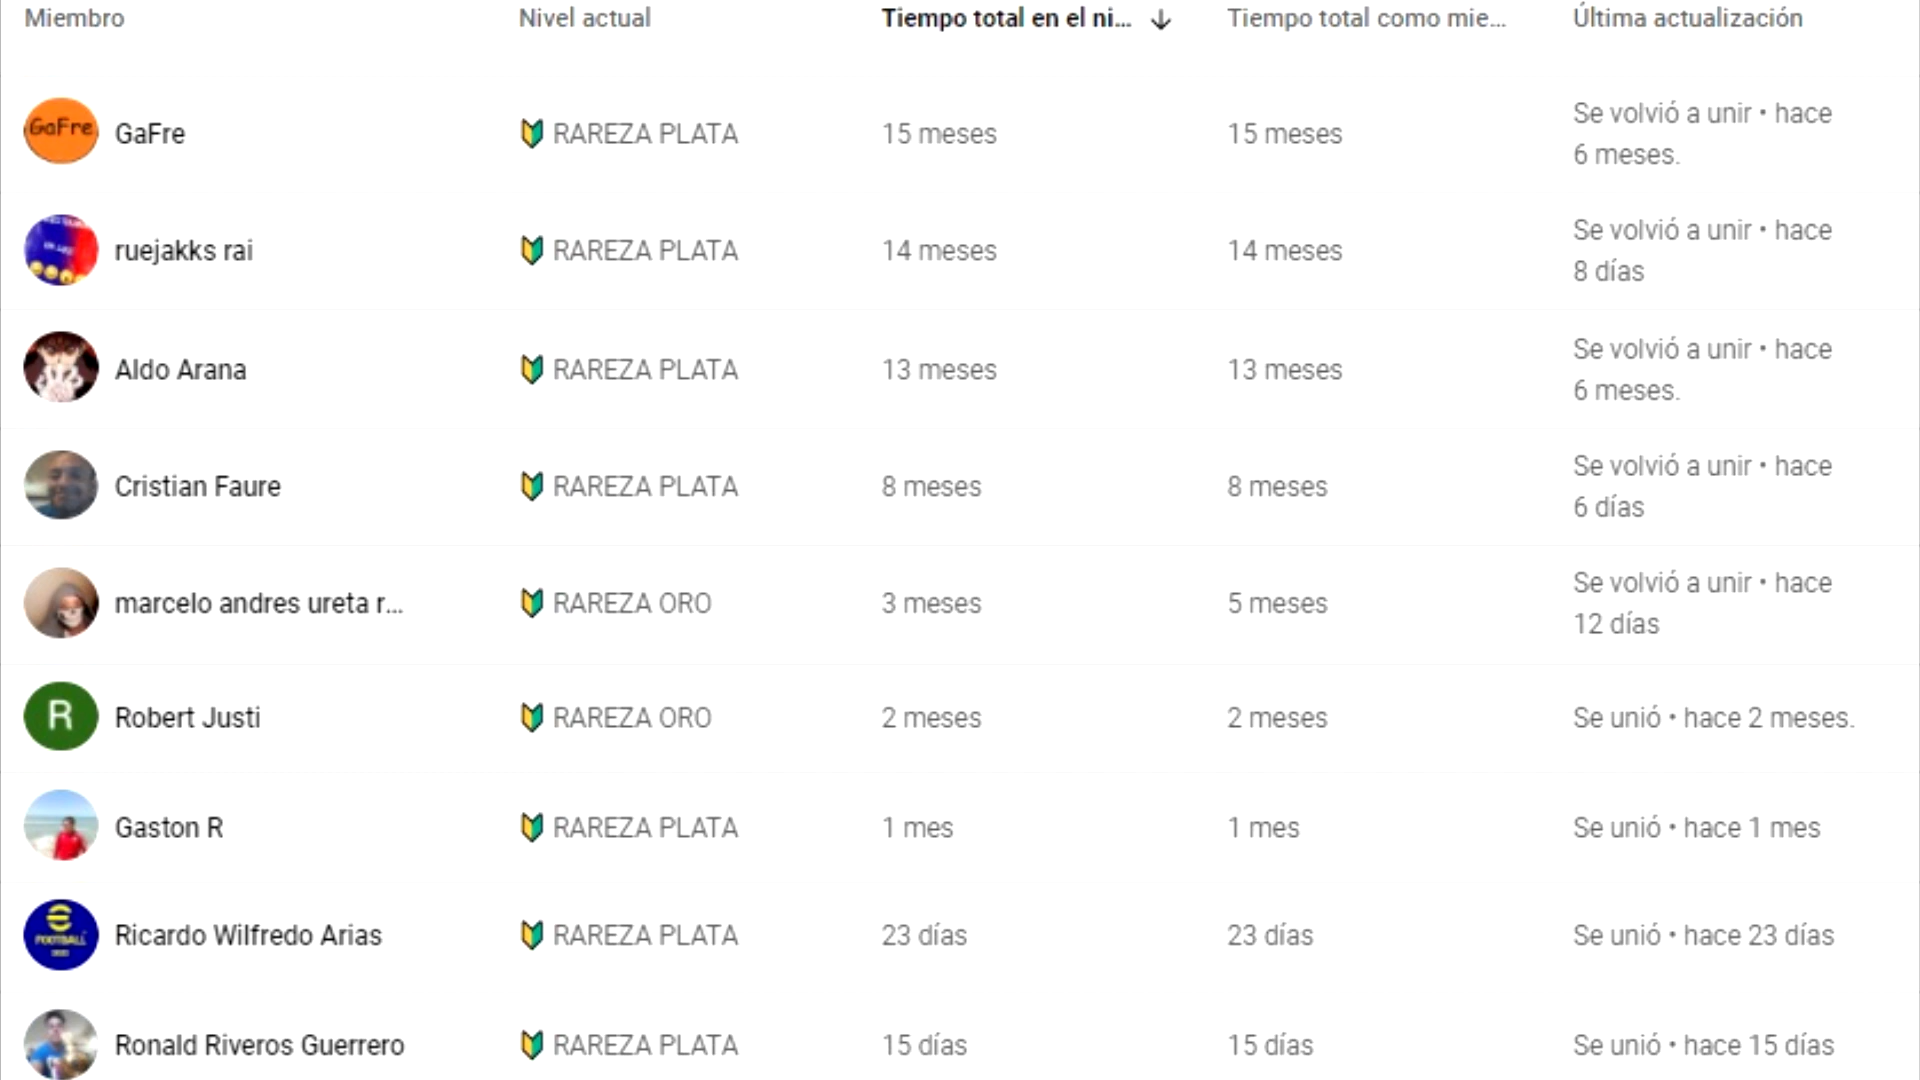 Miembro Nivel actual Tiempo total en el ni... Tiempo total como mie... Última actualización
GaFre GaFre RAREZA PLATA 15 meses 15 meses Se volvió a unir • hace
6 meses.
ruejakks rai RAREZA PLATA 14 meses 14 meses Se volvió a unir • hace
8 días
Aldo Arana RAREZA PLATA 13 meses 13 meses Se volvió a unir • hace
6 meses.
Cristian Faure RAREZA PLATA 8 meses 8 meses Se volvió a unir • hace
6 días
marcelo andres ureta r... RAREZA ORO 3 meses 5 meses Se volvió a unir • hace
12 días
R Robert Justi RAREZA ORO 2 meses 2 meses Se unió • hace 2 meses.
Gaston R RAREZA PLATA 1 mes 1 mes Se unió • hace 1 mes
FOOTBALL Ricardo Wilfredo Arias RAREZA PLATA 23 días 23 días Se unió • hace 23 días
Ronald Riveros Guerrero RAREZA PLATA 15 días 15 días Se unió • hace 15 días